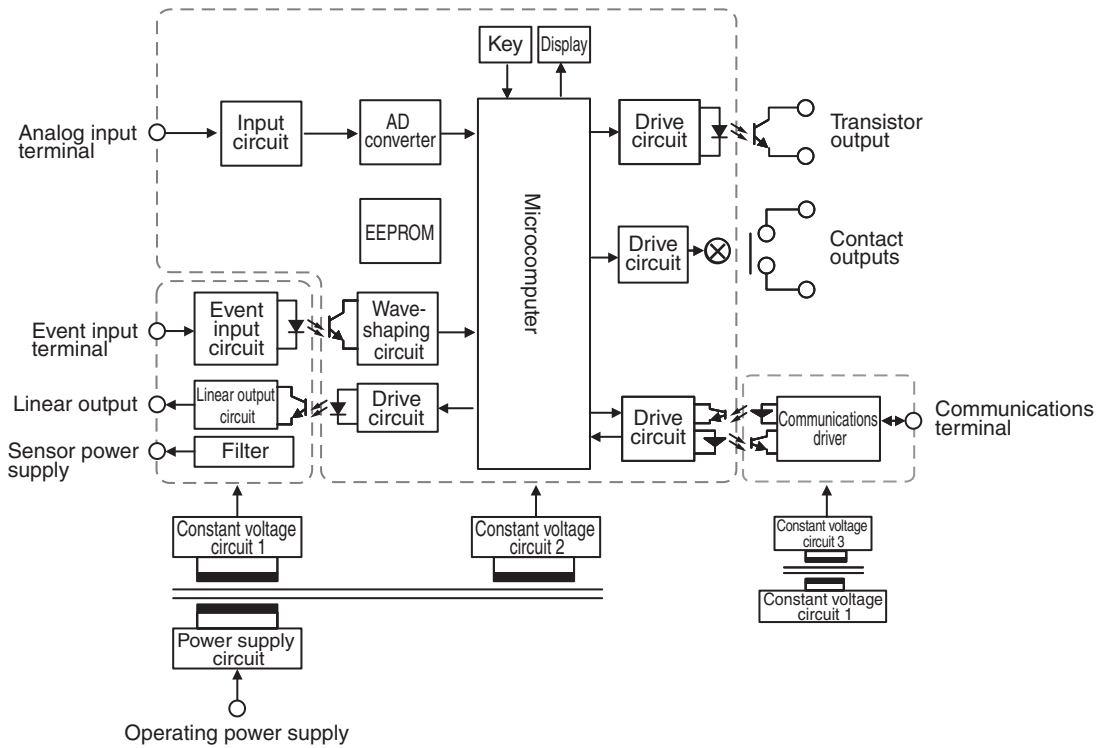 Key
Display
Analog input
terminal
Input
circuit
AD
converter
Microcomputer
Drive
circuit
Transistor
output
EEPROM
Drive
circuit
Contact
outputs
Event input
terminal
Event
input
circuit
Wave-
shaping
circuit
Linear output
Linear output
circuit
Drive
circuit
Drive
circuit
Communications
driver
Communications
terminal
Sensor power
supply
Filter
Constant voltage
circuit 1
Constant voltage
circuit 2
Constant voltage
circuit 3
Constant voltage
circuit 1
Power supply
circuit
Operating power supply